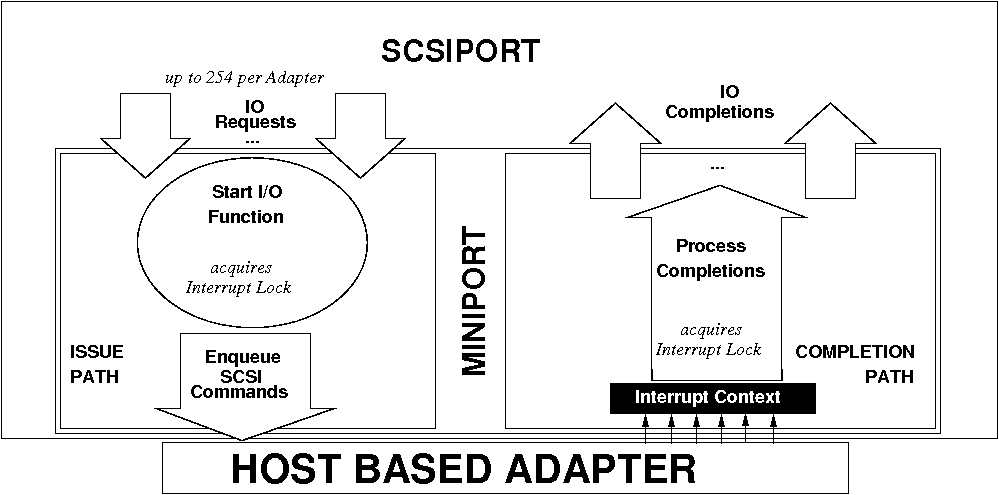 SCSIPORT
up to 254 per Adapter
IO
Requests
...
IO
Completions
...
Start I/O
Function
acquires
Interrupt Lock
ISSUE
PATH
Enqueue
SCSI
Commands
MINIPORT
Process
Completions
acquires
Interrupt Lock
COMPLETION
PATH
Interrupt Context
HOST BASED ADAPTER